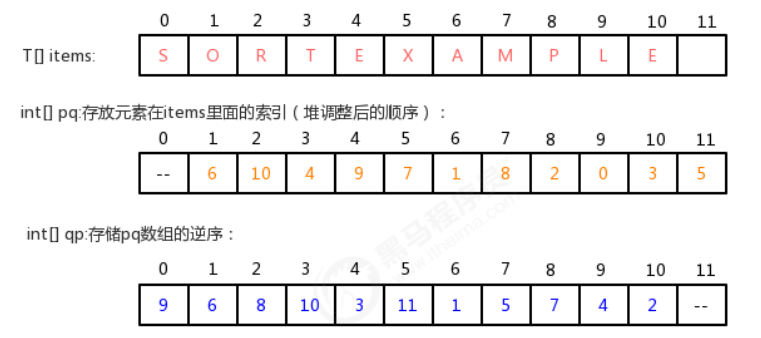 0 1 2 3 4 5 6 7 8 9 10 11
T[] items: S O R T E X A M P L E
int[] pq:存放元素在items里面的索引（堆调整后的顺序）：
0 1 2 3 4 5 6 7 8 9 10 11
-- 6 10 4 9 7 1 8 2 0 3 5
int[] qp:存储pq数组的逆序：
0 1 2 3 4 5 6 7 8 9 10 11
9 6 8 10 3 11 1 5 7 4 2 --
黑马程序员
www.itheima.com